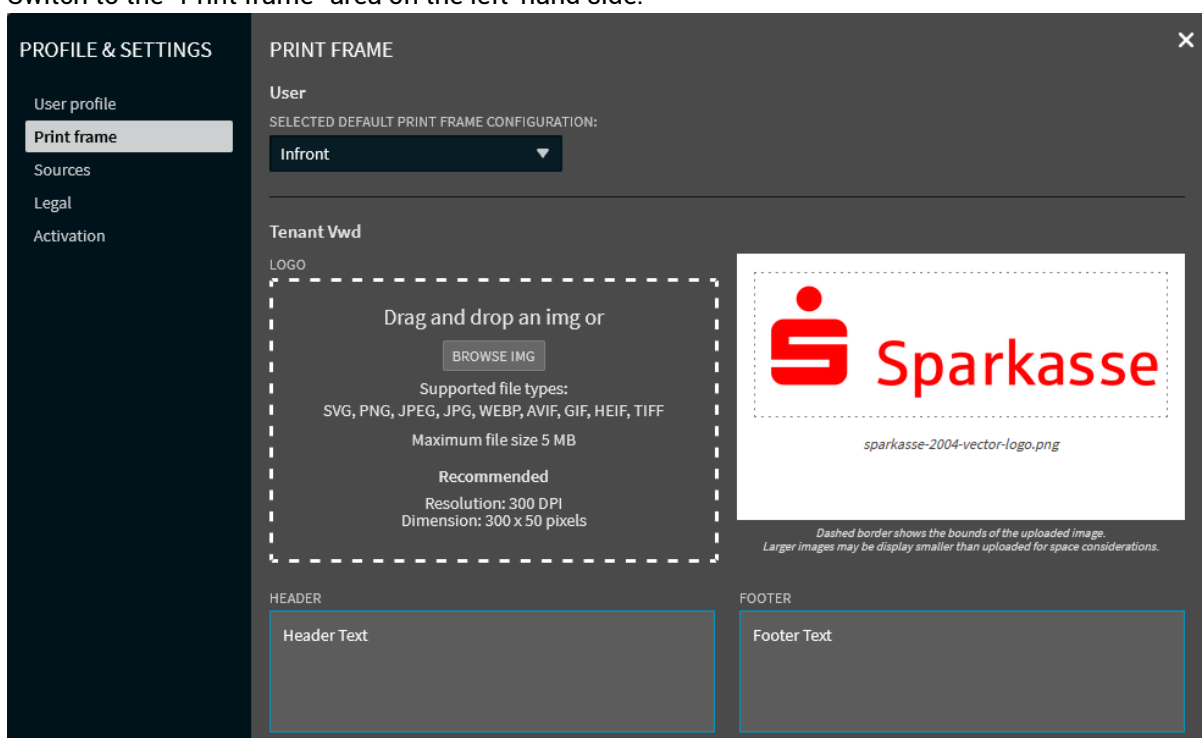 Switch to the "Print frame" area on the left-hand side.
PROFILE & SETTINGS
User profile
Print frame
Sources
Legal
Activation
PRINT FRAME
User
SELECTED DEFAULT PRINT FRAME CONFIGURATION:
Infront
Tenant Vwd
LOGO
Drag and drop an img or
BROWSE IMG
Supported file types:
SVG, PNG, JPEG, JPG, WEBP, AVIF, GIF, HEIF, TIFF
Maximum file size 5 MB
Recommended
Resolution: 300 DPI
Dimension: 300 x 50 pixels
Sparkasse
sparkasse-2004-vector-logo.png
Dashed border shows the bounds of the uploaded image.
Larger images may be display smaller than uploaded for space considerations.
HEADER
Header Text
FOOTER
Footer Text